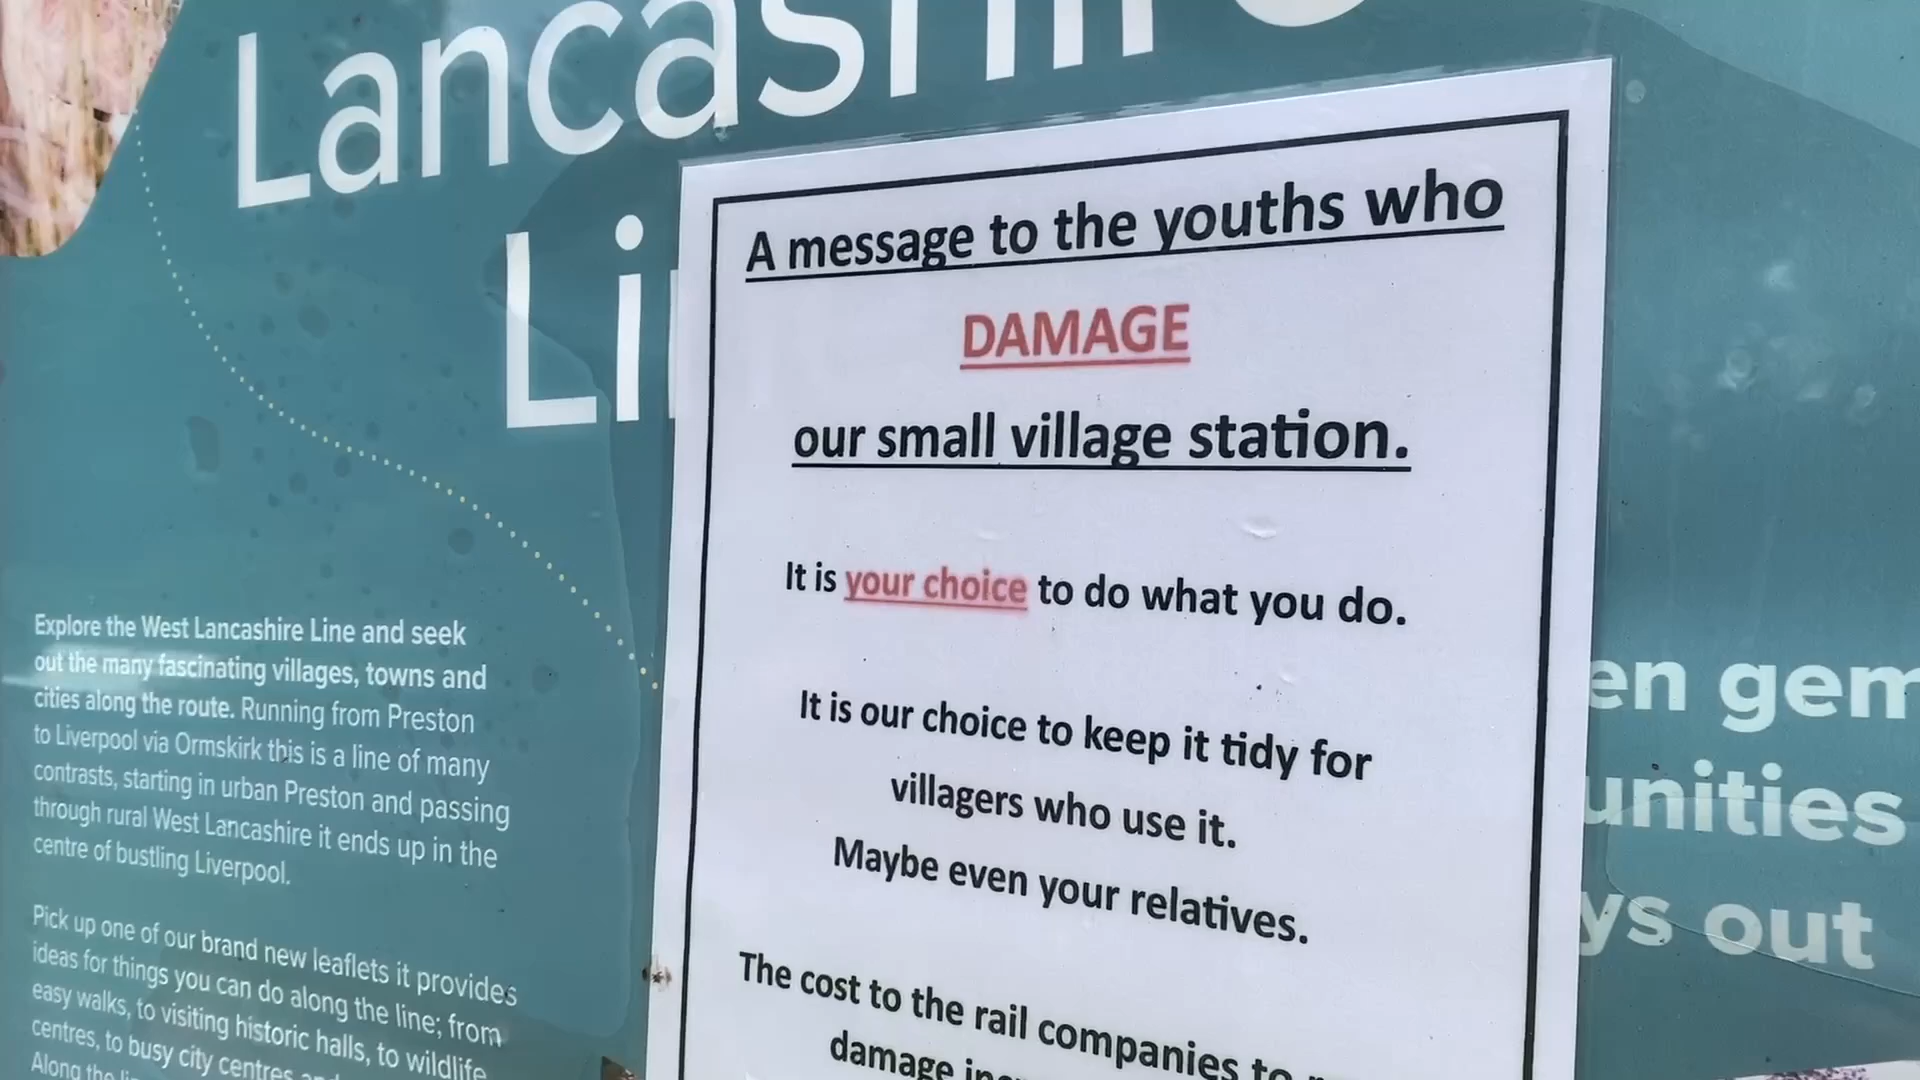 Lancashire
Li
A message to the youths who
DAMAGE
our small village station.
It is your choice to do what you do.
It is our choice to keep it tidy for
villagers who use it.
Maybe even your relatives.
The cost to the rail companies to
damage
Explore the West Lancashire Line and seek
out the many fascinating villages, towns and
cities along the route. Running from Preston
to Liverpool via Ormskirk this is a line of many
contrasts, starting in urban Preston and passing
through rural West Lancashire it ends up in the
centre of bustling Liverpool.
Pick up one of our brand new leaflets it provides
ideas for things you can do along the line; from
easy walks, to visiting historic halls, to wildlife
centres, to busy city centres
Along the
en gem
unities
ys out